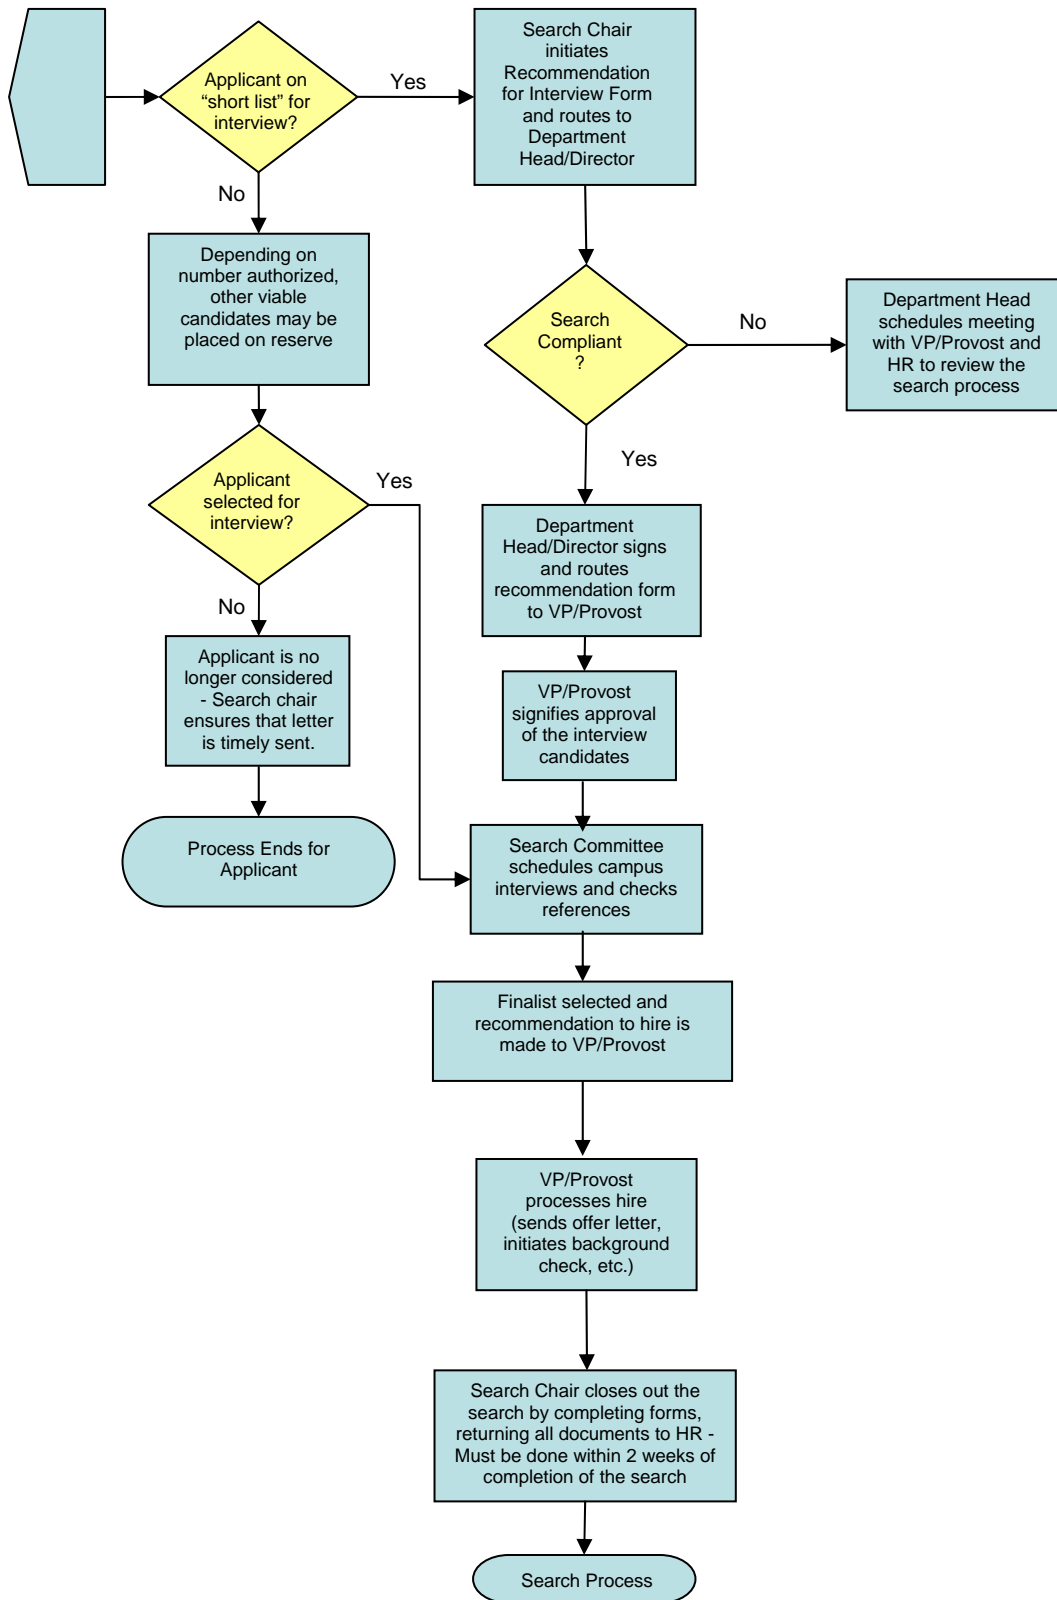 Applicant on
“short list” for
interview?
Yes
Search Chair
initiates
Recommendation
for Interview Form
and routes to
Department
Head/Director
No
Depending on
number authorized,
other viable
candidates may be
placed on reserve
Search
Compliant
?
No
Department Head
schedules meeting
with VP/Provost and
HR to review the
search process
Applicant
selected for
interview?
Yes
Yes
Department
Head/Director signs
and routes
recommendation form
to VP/Provost
No
Applicant is no
longer considered
- Search chair
ensures that letter
is timely sent.
VP/Provost
signifies approval
of the interview
candidates
Process Ends for
Applicant
Search Committee
schedules campus
interviews and checks
references
Finalist selected and
recommendation to hire is
made to VP/Provost
VP/Provost
processes hire
(sends offer letter,
initiates background
check, etc.)
Search Chair closes out the
search by completing forms,
returning all documents to HR -
Must be done within 2 weeks of
completion of the search
Search Process